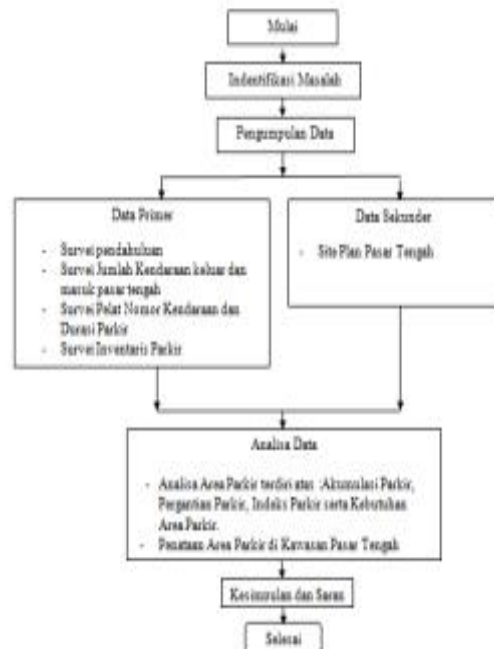 Mulai
Indentifikasi Masalah
Pengumpulan Data
Data Primer
- Survei pendahuluan
- Survei Jumlah Kendaraan keluar dan
masuk pasar tengah
- Survei Pelat Nomor Kendaraan dan
Durasi Parkir
- Survei Inventaris Parkir
Data Sekunder
- Site Plan Pasar Tengah
Analisa Data
- Analisa Area Parkir terdiri atas :Akumulasi Parkir,
Pergantian Parkir, Indeks Parkir serta Kebutuhan
Area Parkir.
- Penataan Area Parkir di Kawasan Pasar Tengah
Kesimpulan dan Saran
Selesai